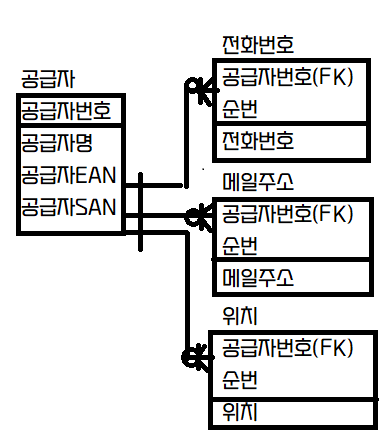 공급자
공급자번호
공급자명
공급자EAN
공급자SAN
전화번호
공급자번호(FK)
순번
전화번호
메일주소
공급자번호(FK)
순번
메일주소
위치
공급자번호(FK)
순번
위치